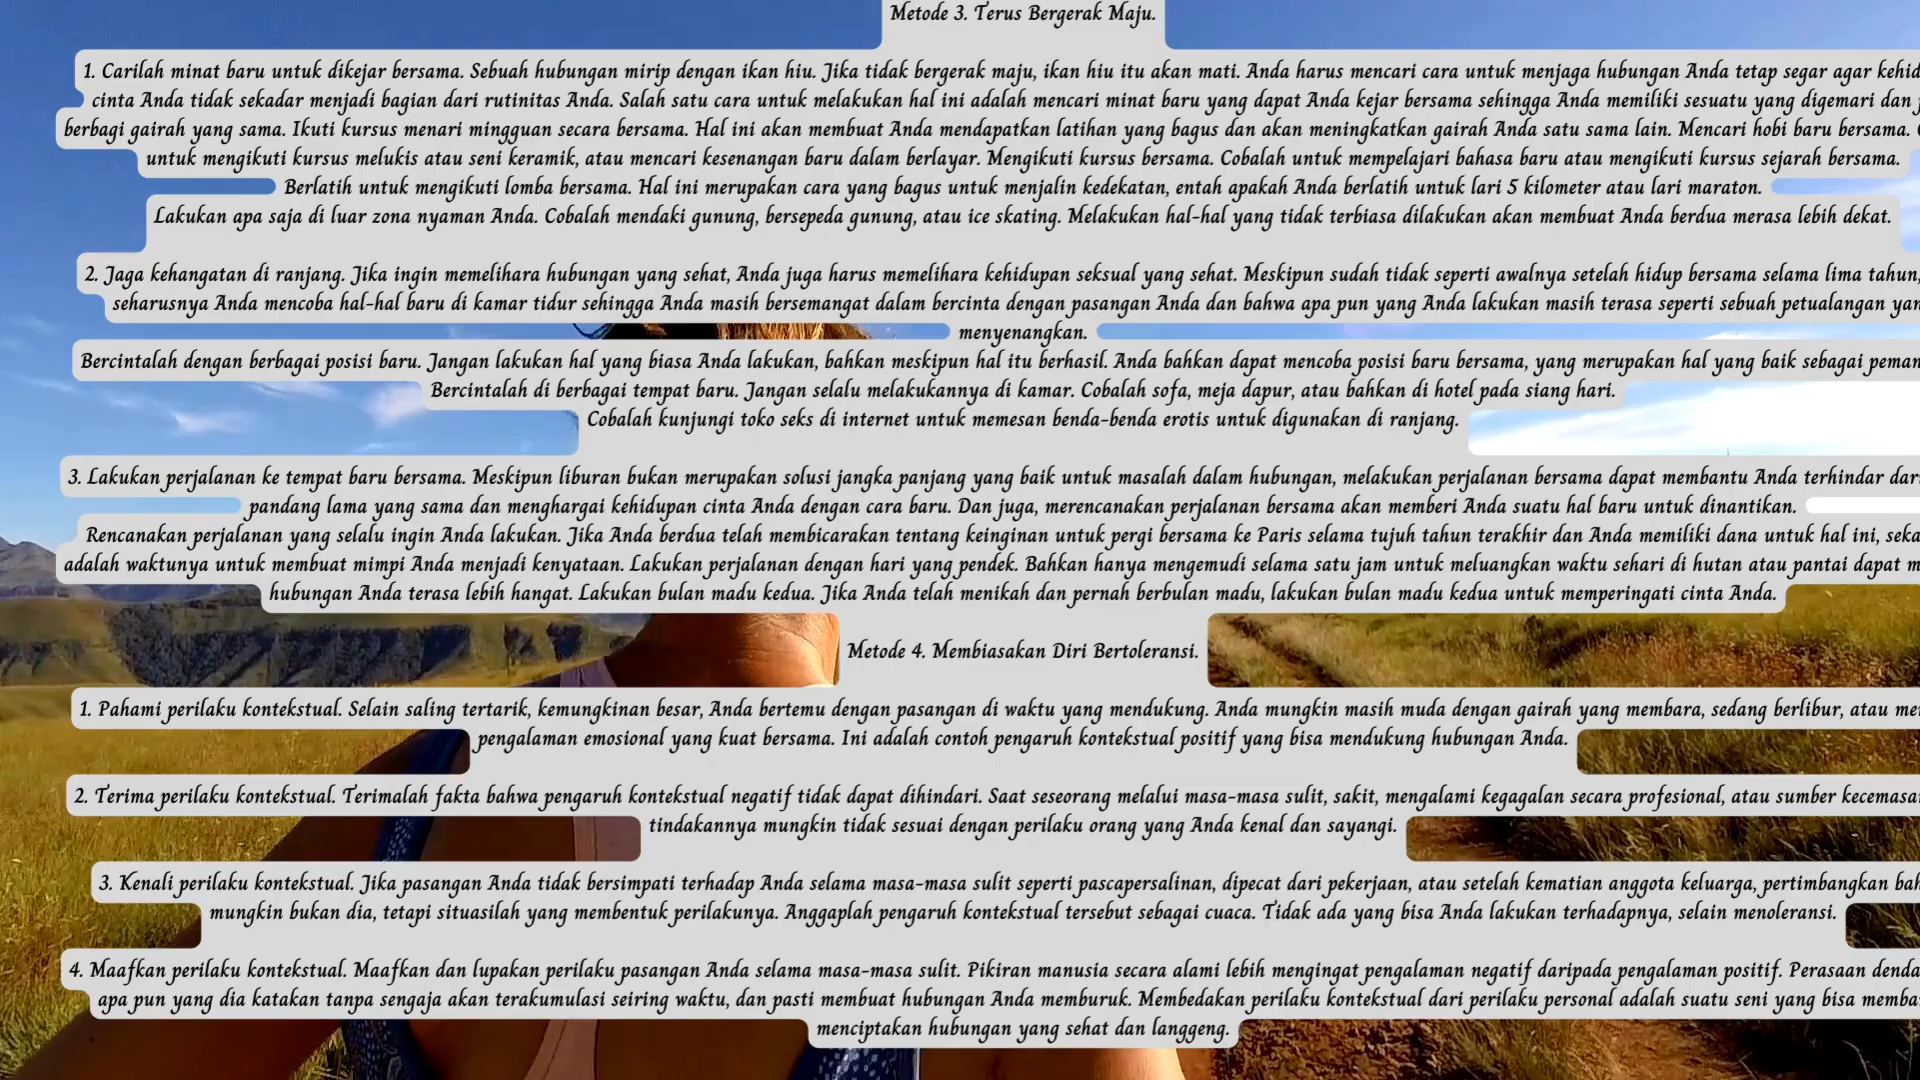 Metode 3. Terus Bergerak Maju.
1. Carilah minat baru untuk dikejar bersama. Sebuah hubungan mirip dengan ikan hiu. Jika tidak bergerak maju, ikan hiu itu akan mati. Anda harus mencari cara untuk menjaga hubungan Anda tetap segar agar
cinta Anda tidak sekadar menjadi bagian dari rutinitas Anda. Salah satu cara untuk melakukan hal ini adalah mencari minat baru yang dapat Anda kejar bersama sehingga Anda memiliki sesuatu yang digemari dan
berbagi gairah yang sama. Ikuti kursus menari mingguan secara bersama. Hal ini akan membuat Anda mendapatkan latihan yang bagus dan akan meningkatkan gairah Anda satu sama lain. Mencari hobi baru bersama.
untuk mengikuti kursus melukis atau seni keramik, atau mencari kesenangan baru dalam berlayar. Mengikuti kursus bersama. Cobalah untuk mempelajari bahasa baru atau mengikuti kursus sejarah bersama.
Berlatih untuk mengikuti lomba bersama. Hal ini merupakan cara yang bagus untuk menjalin kedekatan, entah apakah Anda berlatih untuk lari 5 kilometer atau lari maraton.
Lakukan apa saja di luar zona nyaman Anda. Cobalah mendaki gunung, bersepeda gunung, atau ice skating. Melakukan hal-hal yang tidak terbiasa dilakukan akan membuat Anda berdua merasa lebih dekat.
2. Jaga kehangatan di ranjang. Jika ingin memelihara hubungan yang sehat, Anda juga harus memelihara kehidupan seksual yang sehat. Meskipun sudah tidak seperti awalnya setelah hidup bersama selama lima tahun,
seharusnya Anda mencoba hal-hal baru di kamar tidur sehingga Anda masih bersemangat dalam bercinta dengan pasangan Anda dan bahwa apa pun yang Anda lakukan masih terasa seperti sebuah petualangan
menyenangkan.
Bercintalah dengan berbagai posisi baru. Jangan lakukan hal yang biasa Anda lakukan, bahkan meskipun hal itu berhasil. Anda bahkan dapat mencoba posisi baru bersama, yang merupakan hal yang baik sebagai
Bercintalah di berbagai tempat baru. Jangan selalu melakukannya di kamar. Cobalah sofa, meja dapur, atau bahkan di hotel pada siang hari.
Cobalah kunjungi toko seks di internet untuk memesan benda-benda erotis untuk digunakan di ranjang.
3. Lakukan perjalanan ke tempat baru bersama. Meskipun liburan bukan merupakan solusi jangka panjang yang baik untuk masalah dalam hubungan, melakukan perjalanan bersama dapat membantu Anda terhindar
pandang lama yang sama dan menghargai kehidupan cinta Anda dengan cara baru. Dan juga, merencanakan perjalanan bersama akan memberi Anda suatu hal baru untuk dinantikan.
Rencanakan perjalanan yang selalu ingin Anda lakukan. Jika Anda berdua telah membicarakan tentang keinginan untuk pergi bersama ke Paris selama tujuh tahun terakhir dan Anda memiliki dana untuk hal ini,
adalah waktunya untuk membuat mimpi Anda menjadi kenyataan. Lakukan perjalanan dengan hari yang pendek. Bahkan hanya mengemudi selama satu jam untuk meluangkan waktu sehari di hutan atau pantai dapat
hubungan Anda terasa lebih hangat. Lakukan bulan madu kedua. Jika Anda telah menikah dan pernah berbulan madu, lakukan bulan madu kedua untuk memperingati cinta Anda.
Metode 4. Membiasakan Diri Bertoleransi.
1. Pahami perilaku kontekstual. Selain saling tertarik, kemungkinan besar, Anda bertemu dengan pasangan di waktu yang mendukung. Anda mungkin masih muda dengan gairah yang membara, sedang berlibur, atau
pengalaman emosional yang kuat bersama. Ini adalah contoh pengaruh kontekstual positif yang bisa mendukung hubungan Anda.
2. Terima perilaku kontekstual. Terimalah fakta bahwa pengaruh kontekstual negatif tidak dapat dihindari. Saat seseorang melalui masa-masa sulit, sakit, mengalami kegagalan secara profesional, atau sumber
tindakannya mungkin tidak sesuai dengan perilaku orang yang Anda kenal dan sayangi.
3. Kenali perilaku kontekstual. Jika pasangan Anda tidak bersimpati terhadap Anda selama masa-masa sulit seperti pascapersalinan, dipecat dari pekerjaan, atau setelah kematian anggota keluarga, pertimbangkan
mungkin bukan dia, tetapi situasilah yang membentuk perilakunya. Anggaplah pengaruh kontekstual tersebut sebagai cuaca. Tidak ada yang bisa Anda lakukan terhadapnya, selain menoleransi.
4. Maafkan perilaku kontekstual. Maafkan dan lupakan perilaku pasangan Anda selama masa-masa sulit. Pikiran manusia secara alami lebih mengingat pengalaman negatif daripada pengalaman positif. Perasaan
apa pun yang dia katakan tanpa sengaja akan terakumulasi seiring waktu, dan pasti membuat hubungan Anda memburuk. Membedakan perilaku kontekstual dari perilaku personal adalah suatu seni yang bisa
menciptakan hubungan yang sehat dan langgeng.